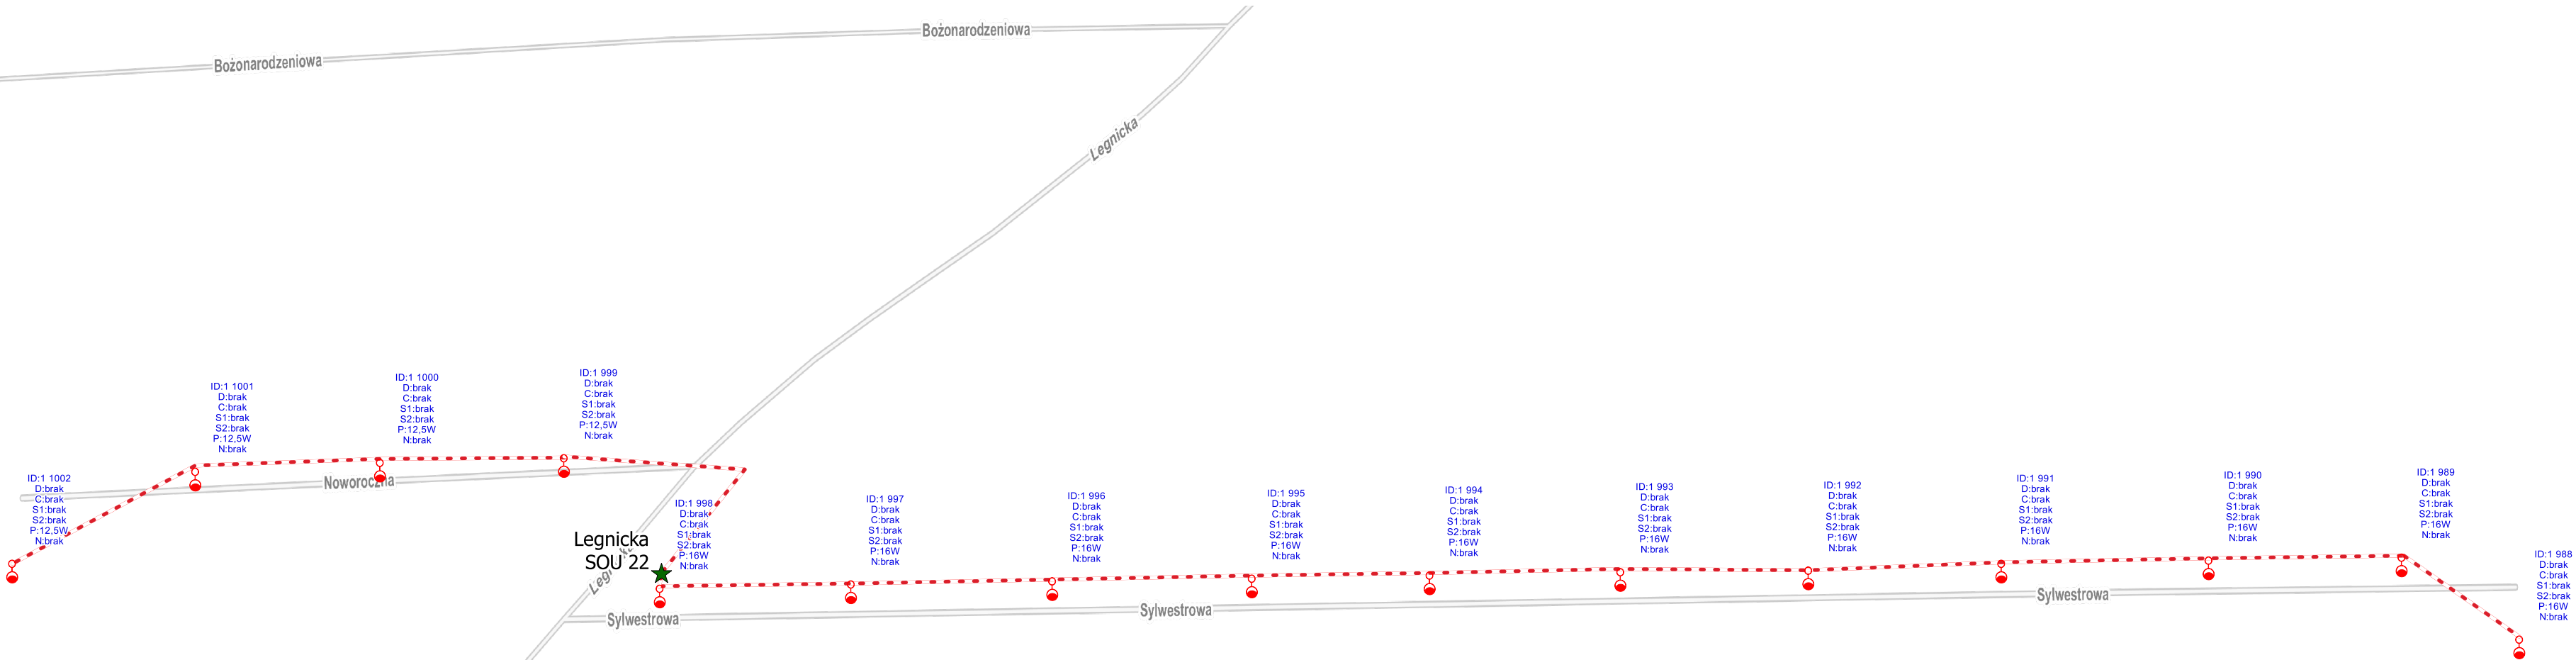 Bożonarodzeniowa
Bożonarodzeniowa
Legnicka
ID:1 999
D:brak
C:brak
S1:brak
S2:brak
P:12,5W
N:brak
ID:1 1000
D:brak
C:brak
S1:brak
S2:brak
P:12,5W
N:brak
ID:1 1001
D:brak
C:brak
S1:brak
S2:brak
P:12,5W
N:brak
ID:1 1002
D:brak
C:brak
S1:brak
S2:brak
P:12,5W
N:brak
Noworoczna
Legnicka
SOU 22
ID:1 998
D:brak
C:brak
S1:brak
S2:brak
P:16W
N:brak
ID:1 997
D:brak
C:brak
S1:brak
S2:brak
P:16W
N:brak
ID:1 996
D:brak
C:brak
S1:brak
S2:brak
P:16W
N:brak
ID:1 995
D:brak
C:brak
S1:brak
S2:brak
P:16W
N:brak
ID:1 994
D:brak
C:brak
S1:brak
S2:brak
P:16W
N:brak
ID:1 993
D:brak
C:brak
S1:brak
S2:brak
P:16W
N:brak
ID:1 992
D:brak
C:brak
S1:brak
S2:brak
P:16W
N:brak
ID:1 991
D:brak
C:brak
S1:brak
S2:brak
P:16W
N:brak
ID:1 990
D:brak
C:brak
S1:brak
S2:brak
P:16W
N:brak
ID:1 989
D:brak
C:brak
S1:brak
S2:brak
P:16W
N:brak
ID:1 988
D:brak
C:brak
S1:brak
S2:brak
P:16W
N:brak
Sylwestrowa
Sylwestrowa
Sylwestrowa